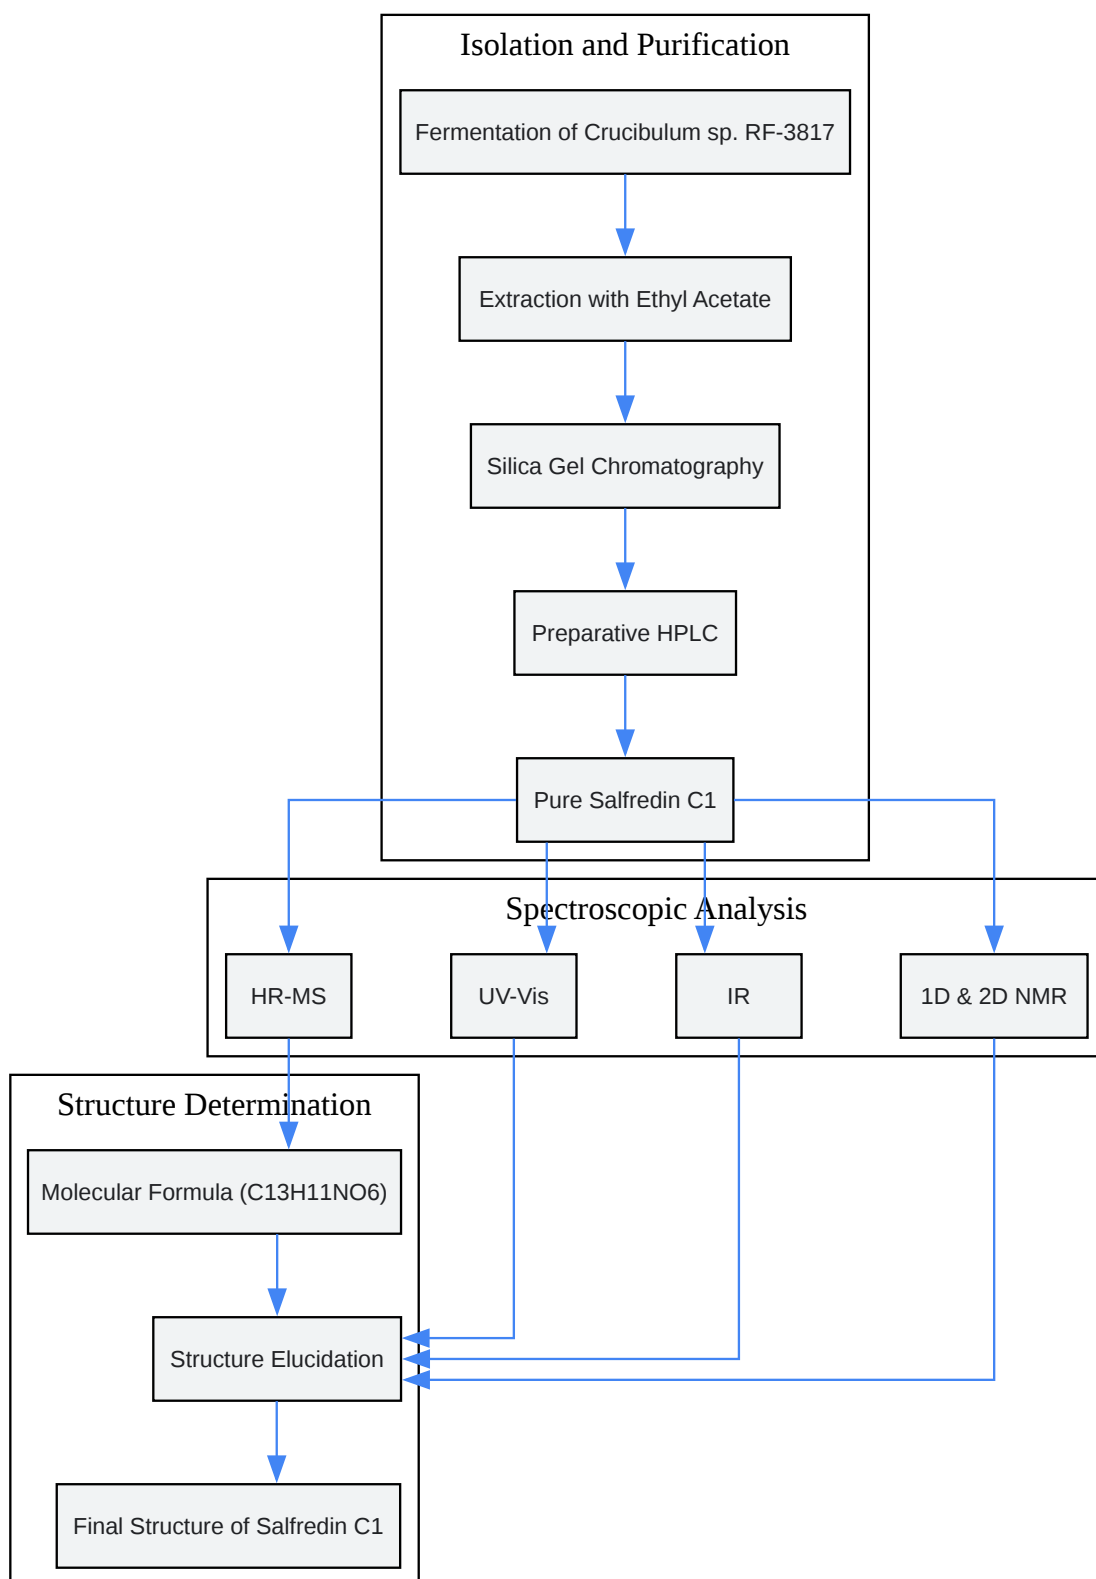 Isolation and Purification
Fermentation of Crucibulum sp. RF-3817
Extraction with Ethyl Acetate
Silica Gel Chromatography
Preparative HPLC
Pure Salfredin C1
Spectroscopic Analysis
HR-MS
UV-Vis
IR
1D & 2D NMR
Structure Determination
Molecular Formula (C13H11NO6)
Structure Elucidation
Final Structure of Salfredin C1